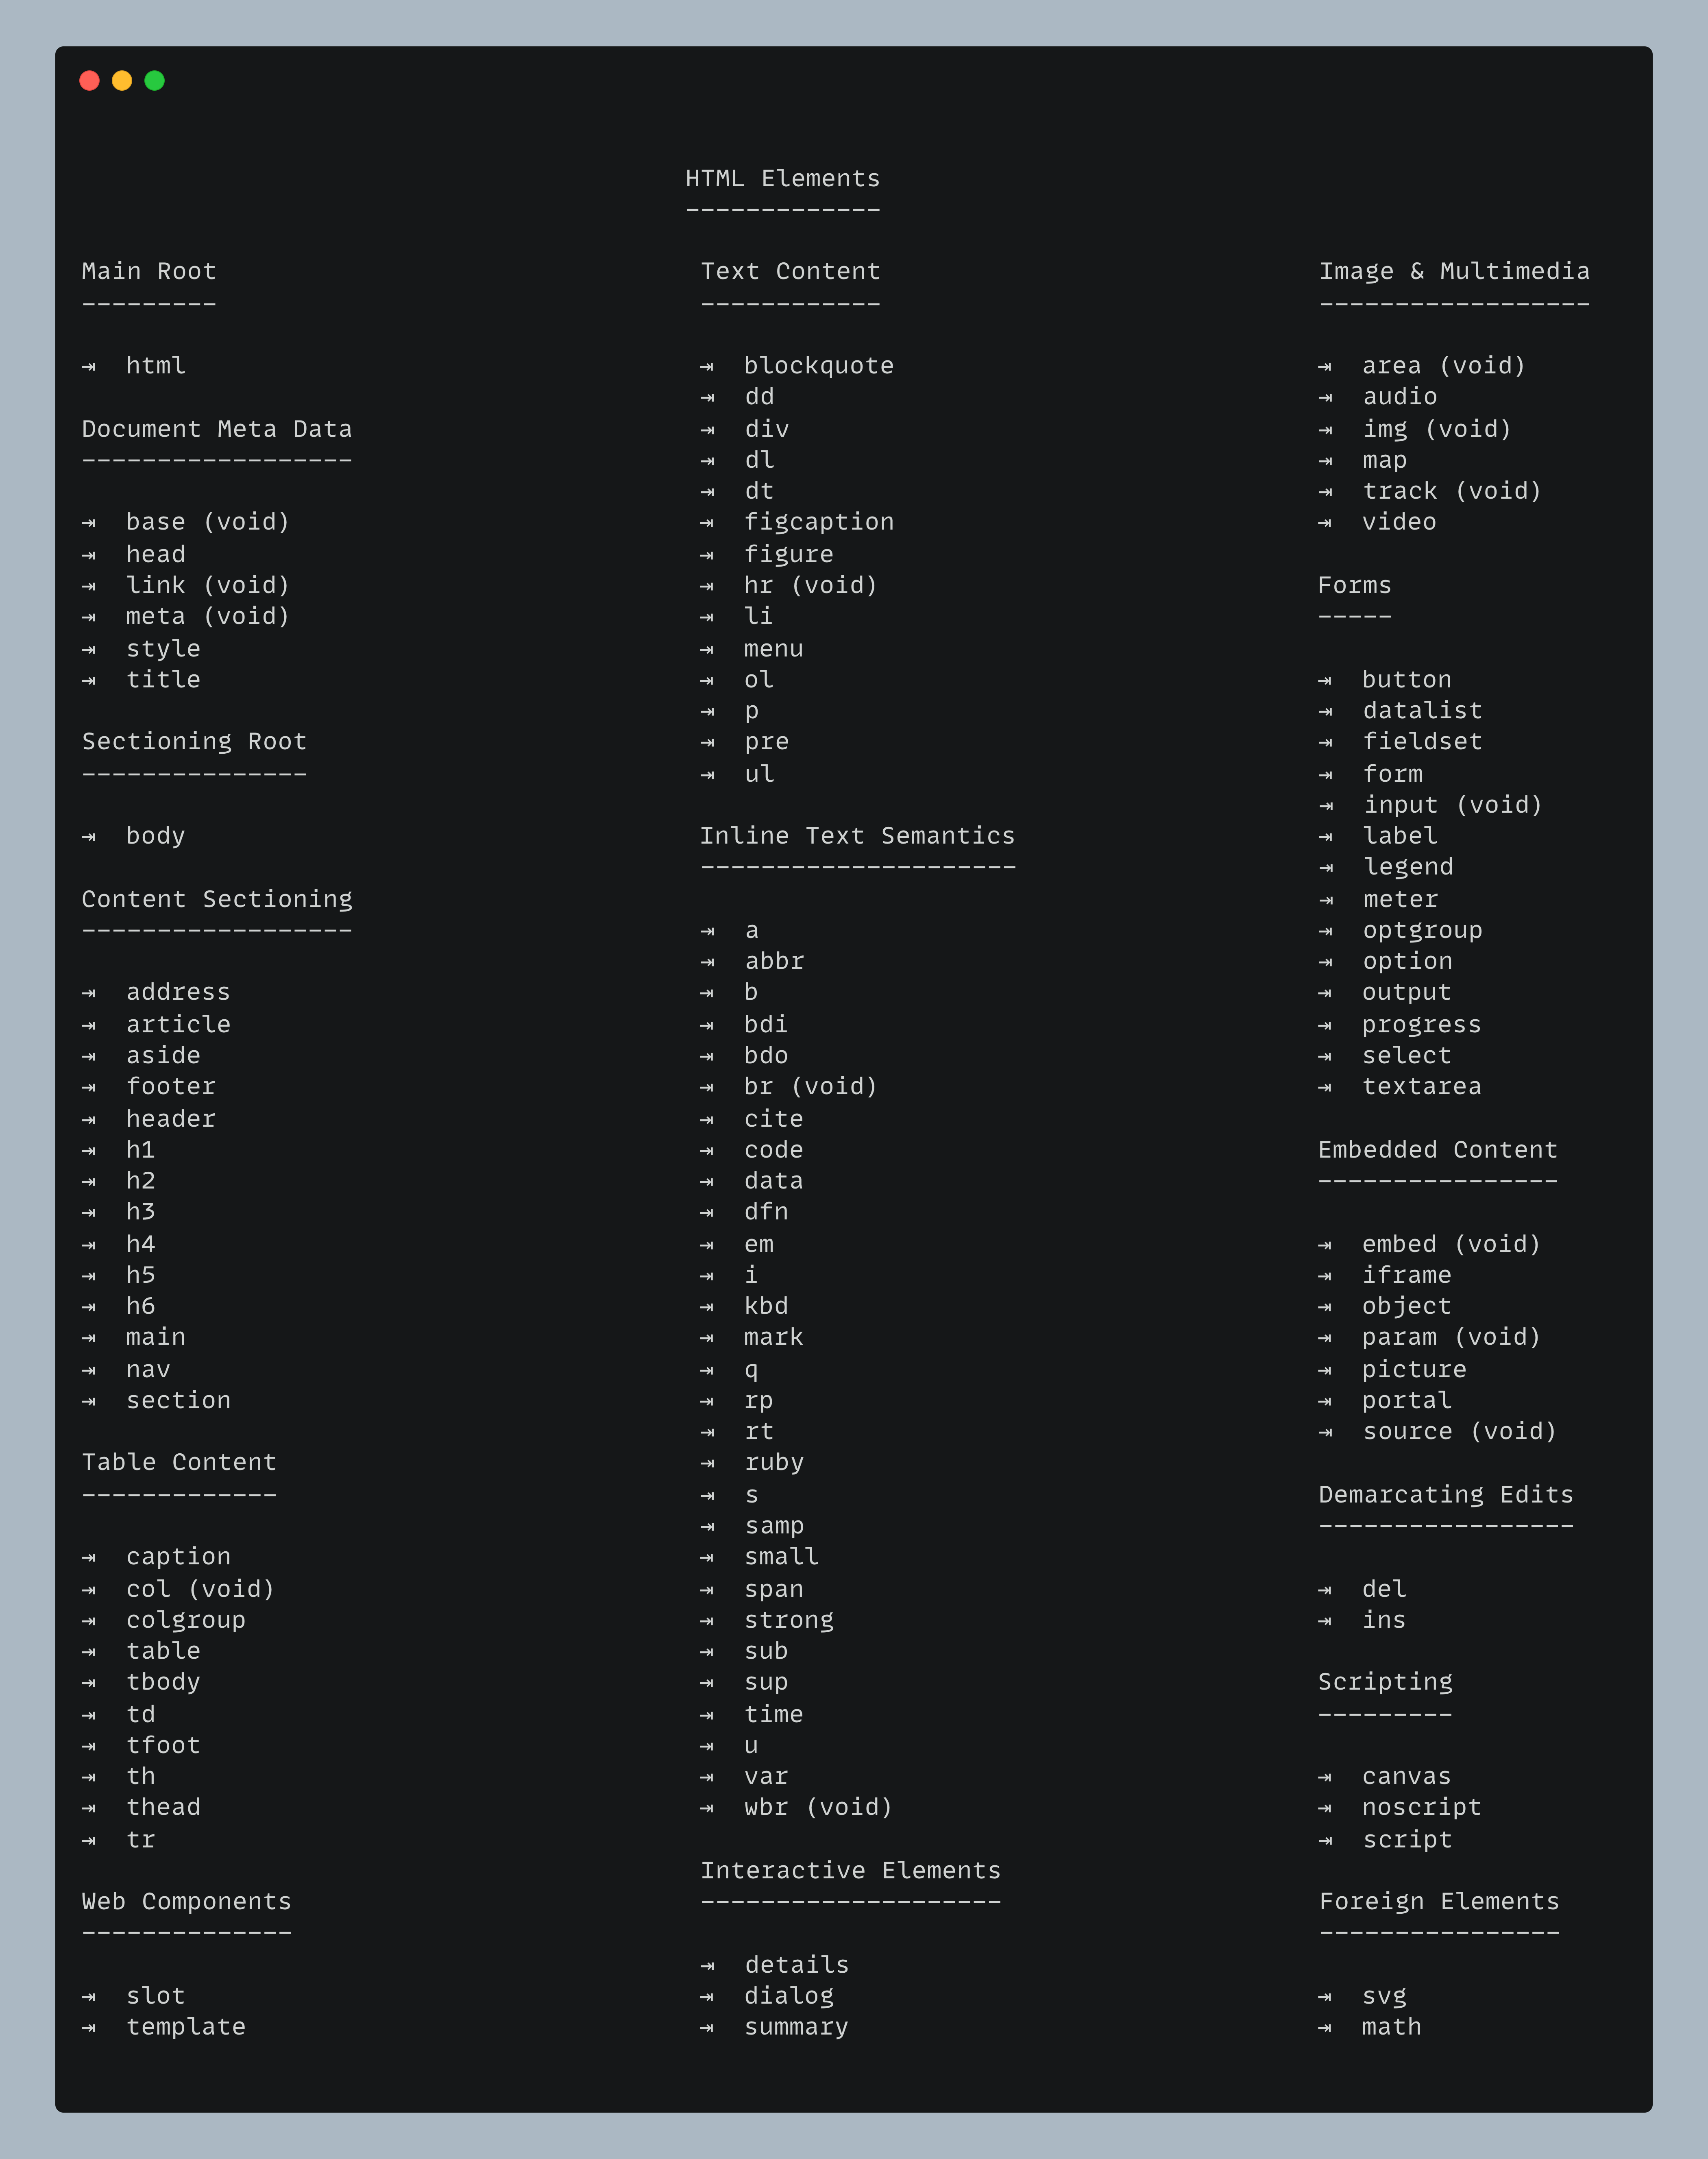 HTML Elements
-------------
Main Root
---------
⇥ html
Document Meta Data
------------------
⇥ base (void)
⇥ head
⇥ link (void)
⇥ meta (void)
⇥ style
⇥ title
Sectioning Root
---------------
⇥ body
Content Sectioning
------------------
⇥ address
⇥ article
⇥ aside
⇥ footer
⇥ header
⇥ h1
⇥ h2
⇥ h3
⇥ h4
⇥ h5
⇥ h6
⇥ main
⇥ nav
⇥ section
Table Content
-------------
⇥ caption
⇥ col (void)
⇥ colgroup
⇥ table
⇥ tbody
⇥ td
⇥ tfoot
⇥ th
⇥ thead
⇥ tr
Web Components
--------------
⇥ slot
⇥ template
Text Content
------------
⇥ blockquote
⇥ dd
⇥ div
⇥ dl
⇥ dt
⇥ figcaption
⇥ figure
⇥ hr (void)
⇥ li
⇥ menu
⇥ ol
⇥ p
⇥ pre
⇥ ul
Inline Text Semantics
---------------------
⇥ a
⇥ abbr
⇥ b
⇥ bdi
⇥ bdo
⇥ br (void)
⇥ cite
⇥ code
⇥ data
⇥ dfn
⇥ em
⇥ i
⇥ kbd
⇥ mark
⇥ q
⇥ rp
⇥ rt
⇥ ruby
⇥ s
⇥ samp
⇥ small
⇥ span
⇥ strong
⇥ sub
⇥ sup
⇥ time
⇥ u
⇥ var
⇥ wbr (void)
Interactive Elements
--------------------
⇥ details
⇥ dialog
⇥ summary
Image & Multimedia
------------------
⇥ area (void)
⇥ audio
⇥ img (void)
⇥ map
⇥ track (void)
⇥ video
Forms
-----
⇥ button
⇥ datalist
⇥ fieldset
⇥ form
⇥ input (void)
⇥ label
⇥ legend
⇥ meter
⇥ optgroup
⇥ option
⇥ output
⇥ progress
⇥ select
⇥ textarea
Embedded Content
----------------
⇥ embed (void)
⇥ iframe
⇥ object
⇥ param (void)
⇥ picture
⇥ portal
⇥ source (void)
Demarcating Edits
-----------------
⇥ del
⇥ ins
Scripting
---------
⇥ canvas
⇥ noscript
⇥ script
Foreign Elements
----------------
⇥ svg
⇥ math